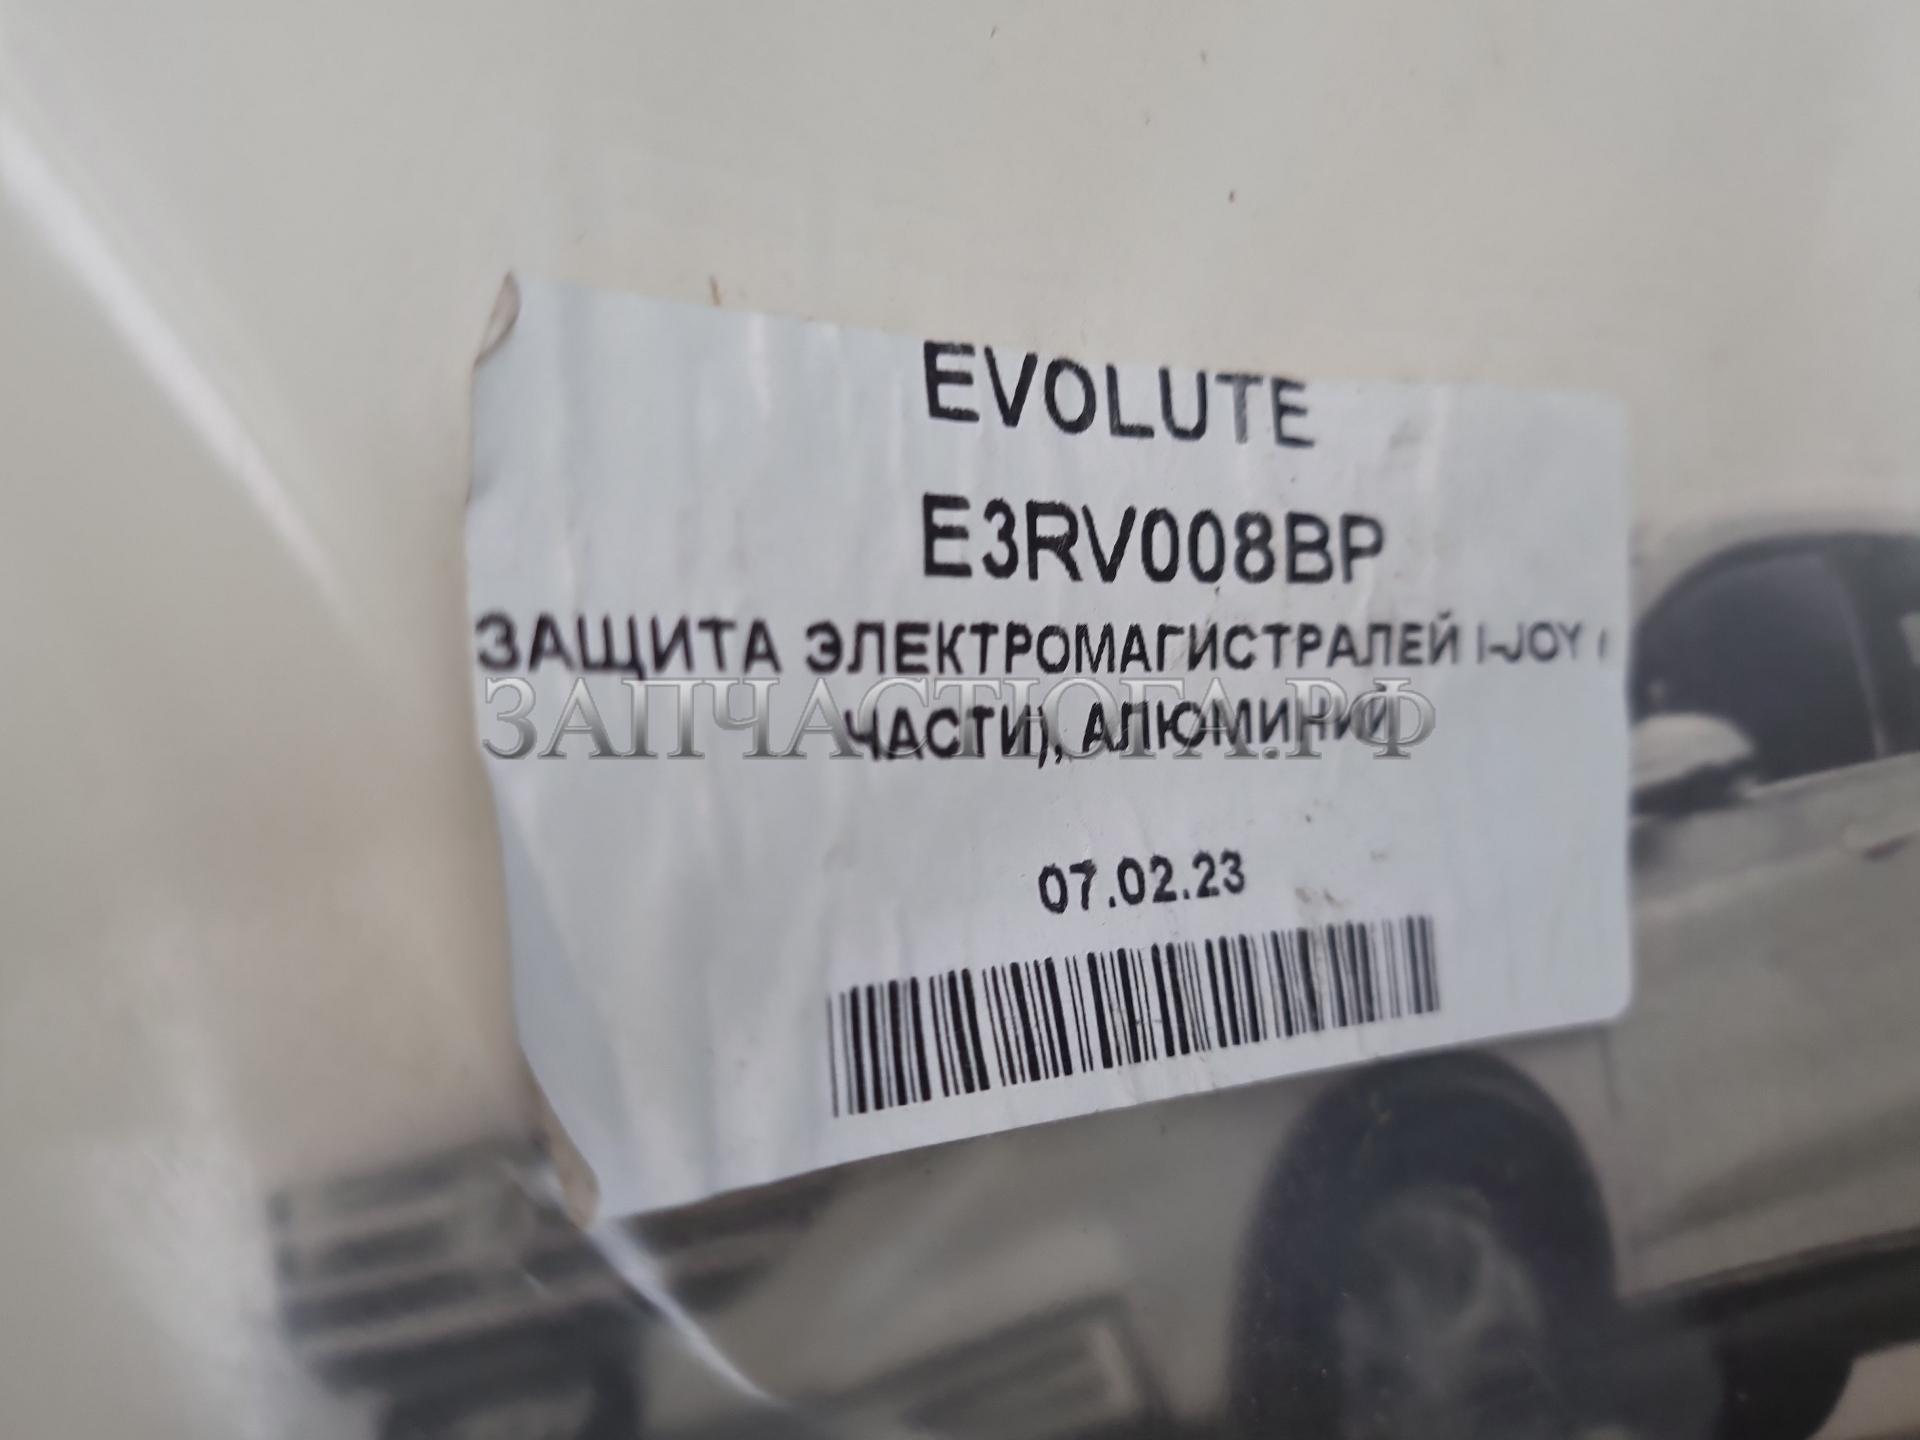 EVOLUTE
E3RV008BP
ЗАЩИТА ЭЛЕКТРОМАГИСТРАЛЕЙ I-JOY (
ЗАПЧАСТЮГА.РФ
ЧАСТИ), АЛЮМИНИЙ
07.02.23